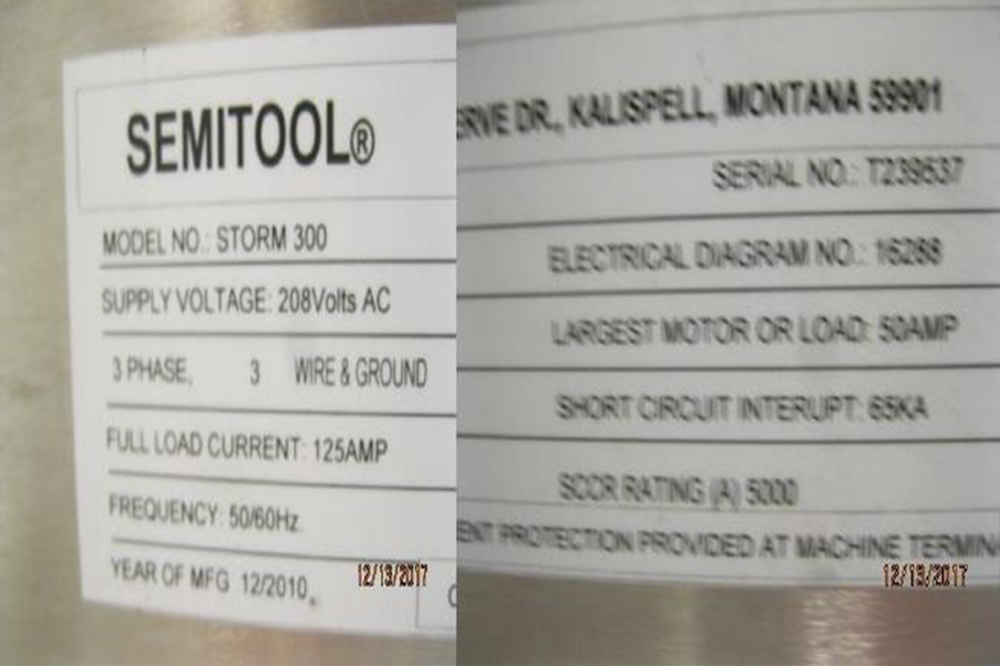 SEMITOOL®
MODEL NO.: STORM 300
SUPPLY VOLTAGE: 208Volts AC
3 PHASE, 3 WIRE & GROUND
FULL LOAD CURRENT: 125AMP
FREQUENCY: 50/60Hz.
YEAR OF MFG 12/2010
12/13/2017
ERVE DR., KALISPELL, MONTANA 59901
SERIAL NO.: T239537
ELECTRICAL DIAGRAM NO.: 16288
LARGEST MOTOR OR LOAD: 50AMP
SHORT CIRCUIT INTERUPT: 65KA
SCCR RATING (A) 5000
ENT PROTECTION PROVIDED AT MACHINE TERMINA
12/13/2017